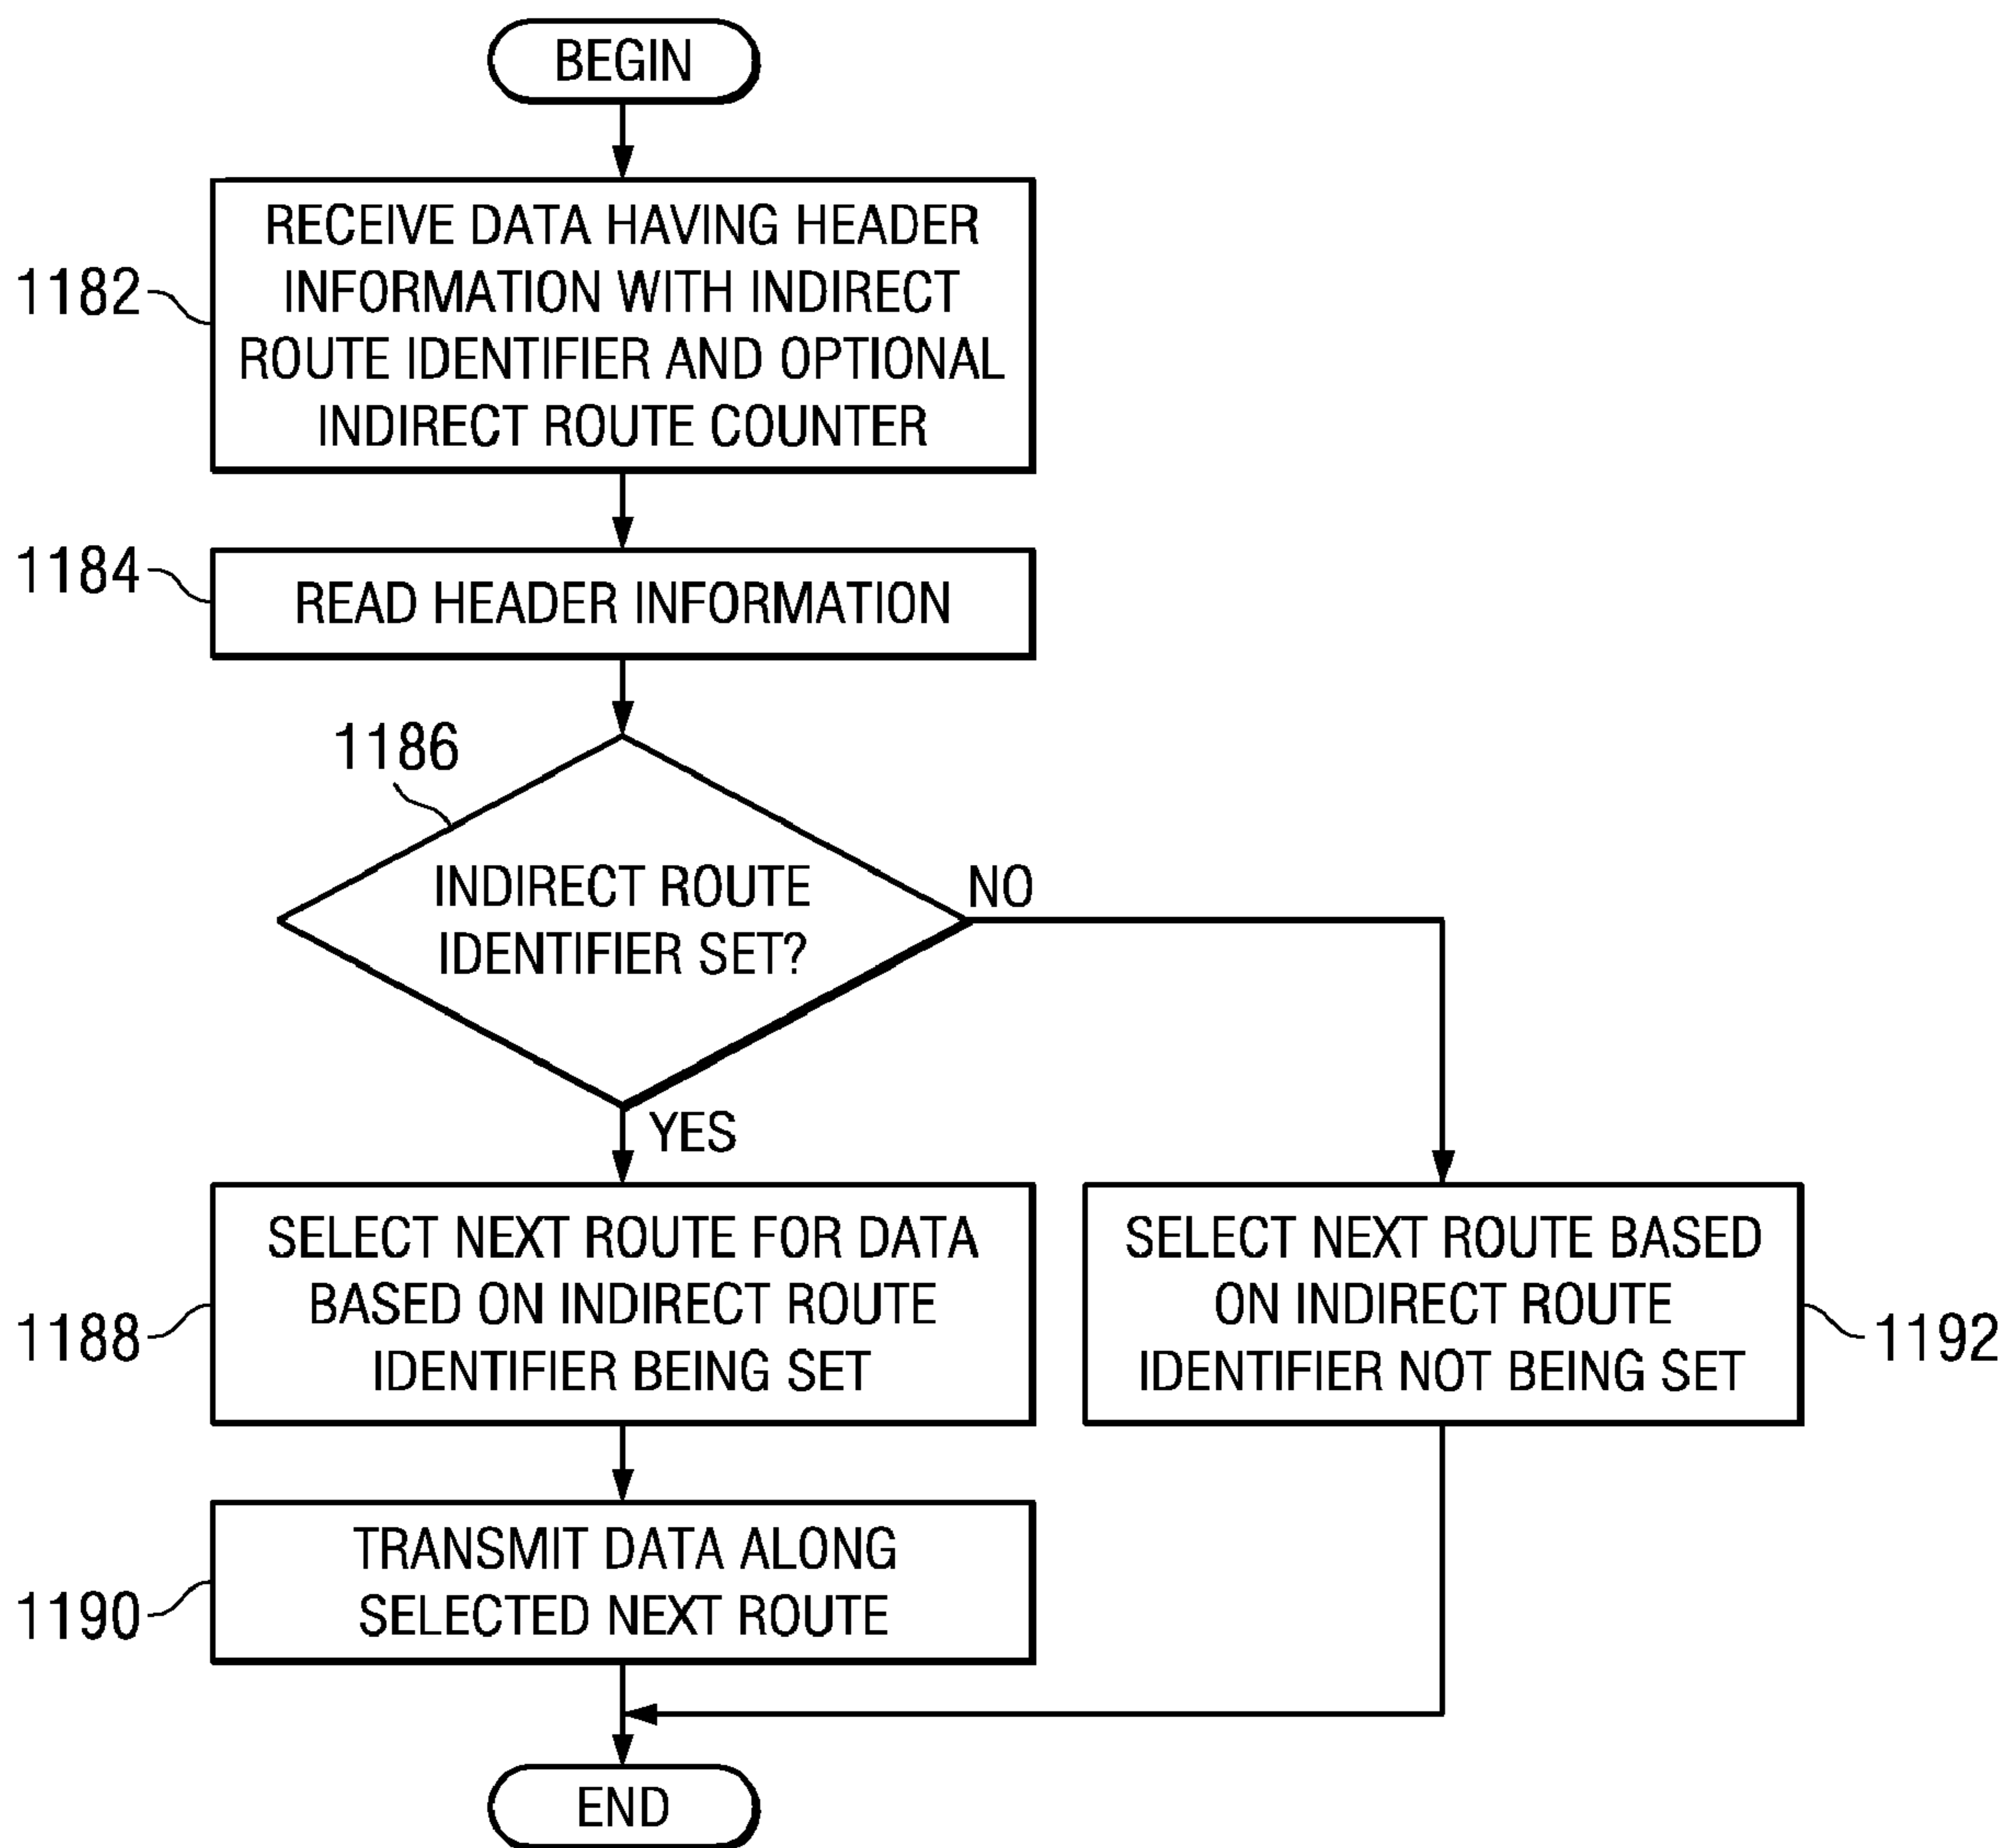 BEGIN
1182
RECEIVE DATA HAVING HEADER
INFORMATION WITH INDIRECT
ROUTE IDENTIFIER AND OPTIONAL
INDIRECT ROUTE COUNTER
1184
READ HEADER INFORMATION
1186
INDIRECT ROUTE
IDENTIFIER SET?
NO
YES
1188
SELECT NEXT ROUTE FOR DATA
BASED ON INDIRECT ROUTE
IDENTIFIER BEING SET
SELECT NEXT ROUTE BASED
ON INDIRECT ROUTE
IDENTIFIER NOT BEING SET
1192
1190
TRANSMIT DATA ALONG
SELECTED NEXT ROUTE
END